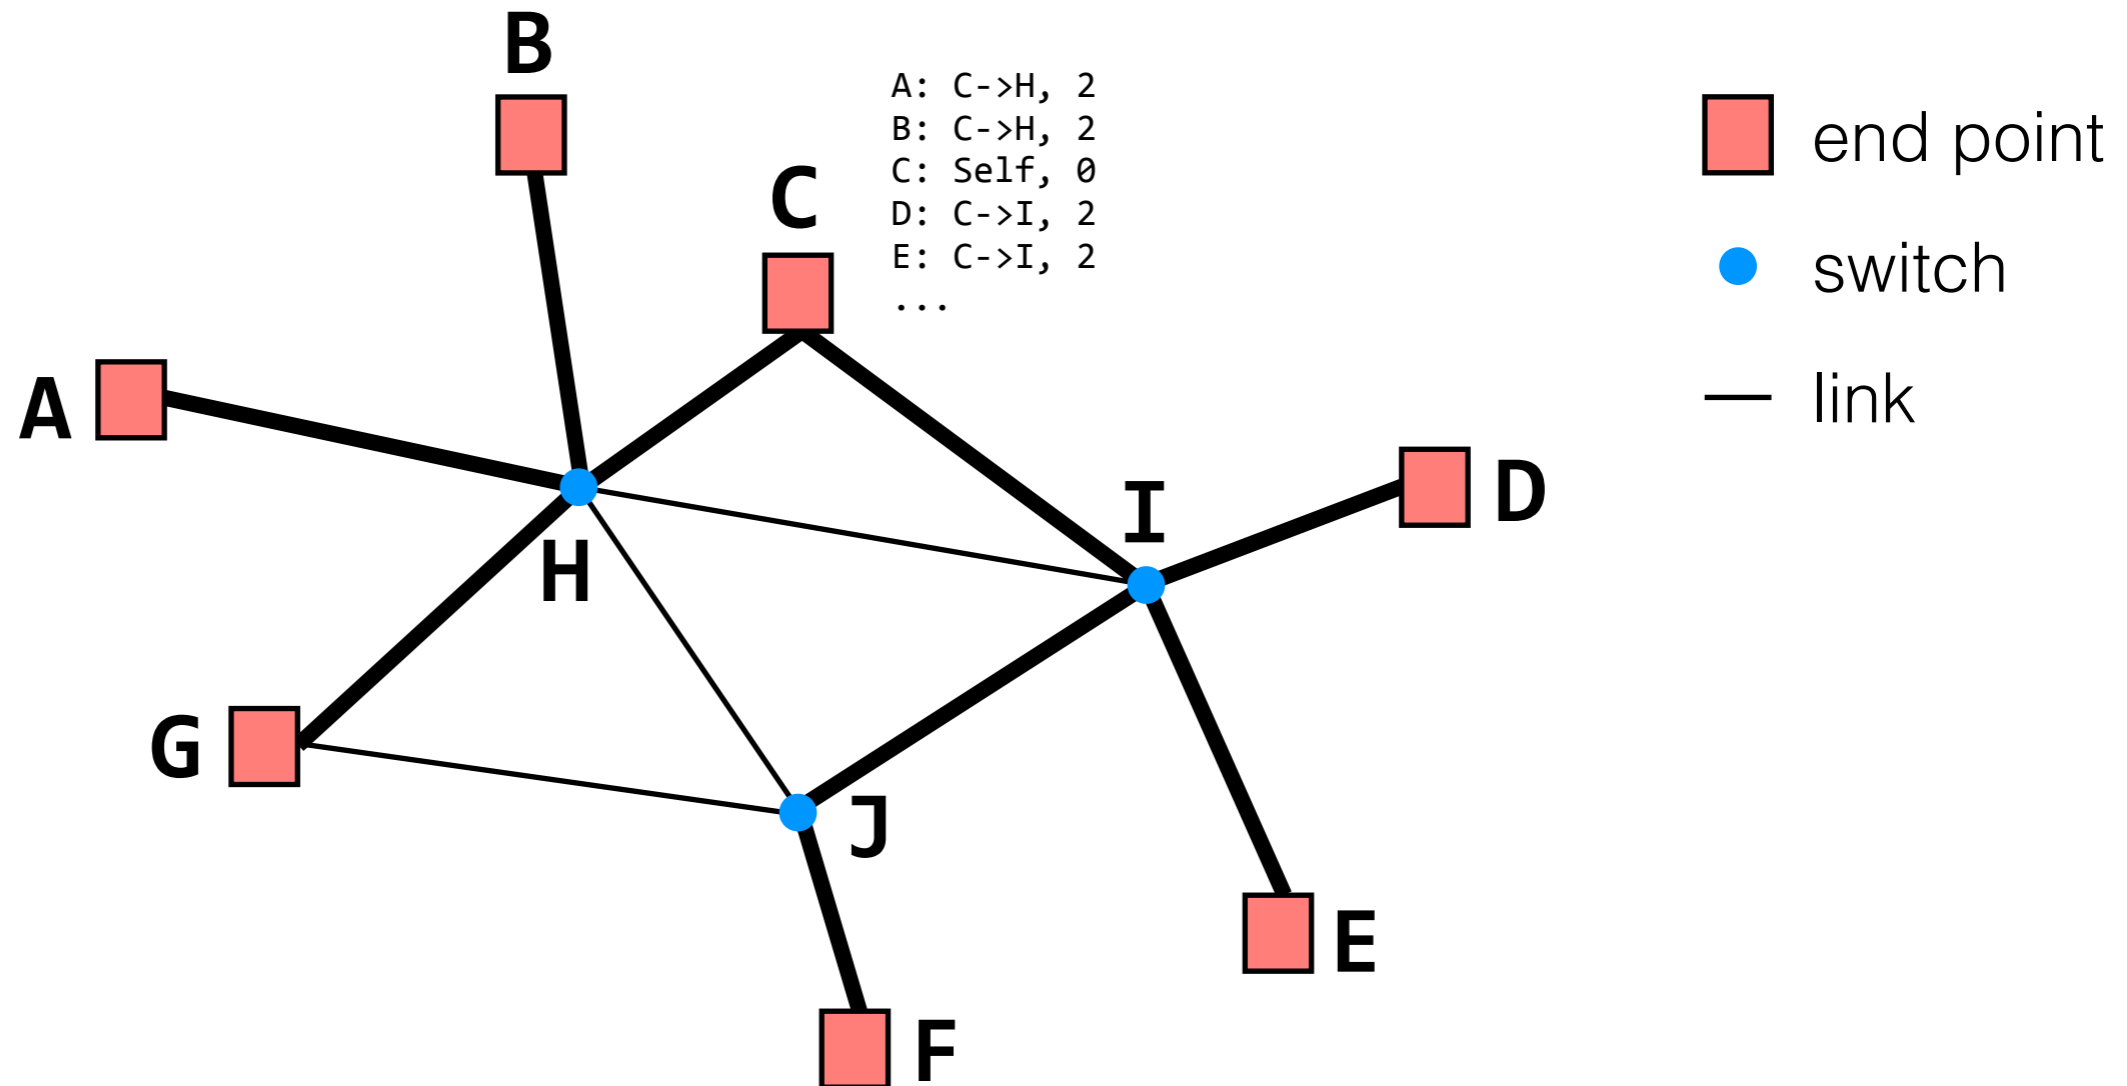 B
A: C->H, 2
B: C->H, 2
C: Self, 0
D: C->I, 2
E: C->I, 2
...
C
A
H
I
D
G
J
E
F
end point
switch
link